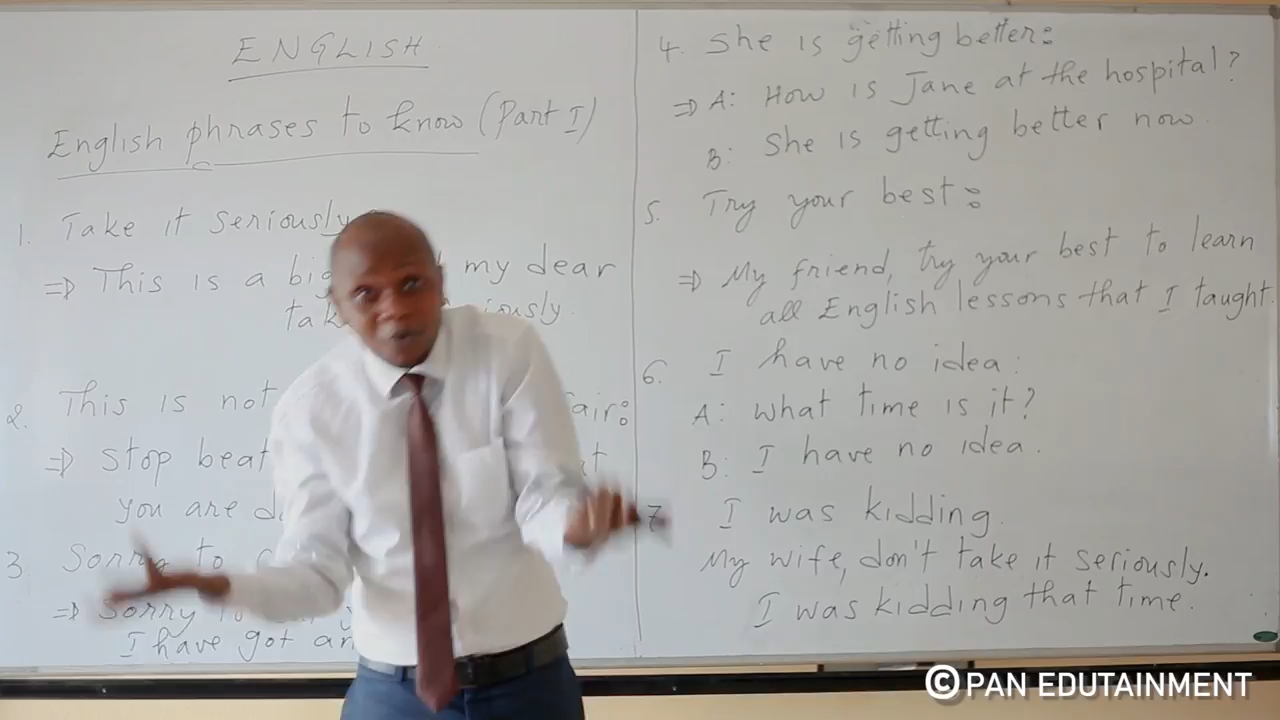 ENGLISH
English phrases to know (Part I)
1. Take it seriously
⇒ This is a big my dear
2. This is not
⇒ Stop beat
you are
3. Sorry to
⇒ Sorry to
I have got an
4. She is getting better:
⇒ A: How is Jane at the hospital?
B: She is getting better now.
5. Try your best:
⇒ My friend, try your best to learn
all English lessons that I taught.
6. I have no idea:
A: What time is it?
B: I have no idea.
7 I was kidding.
My wife, don't take it seriously.
I was kidding that time.
© PAN EDUTAINMENT